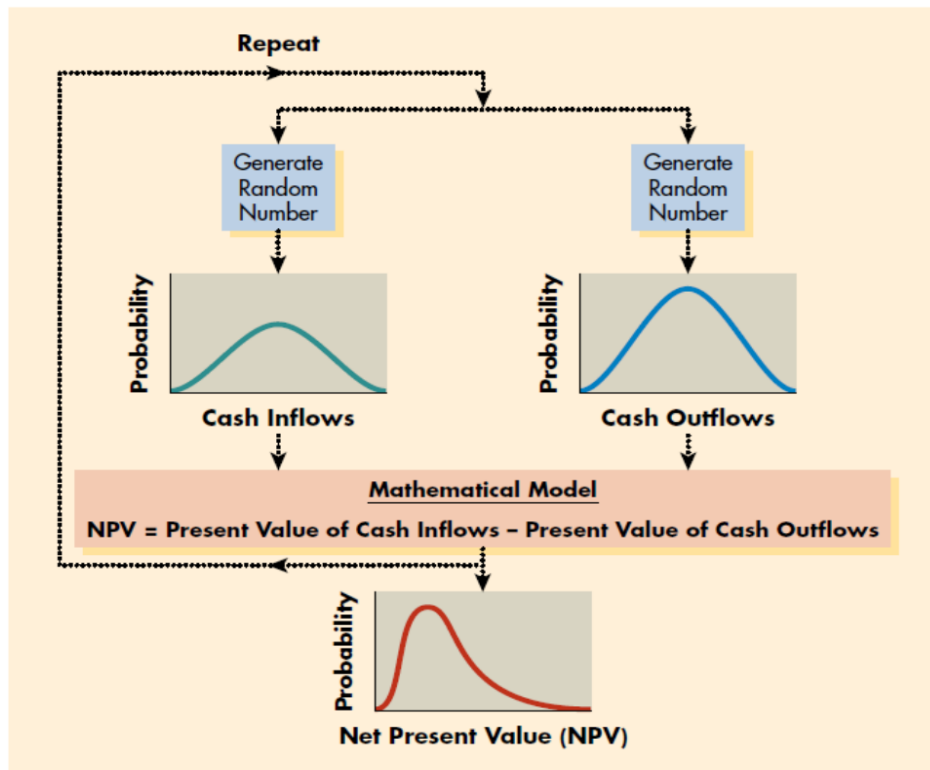 Repeat
Generate
Random
Number
Generate
Random
Number
Probability
Cash Inflows
Probability
Cash Outflows
Mathematical Model
NPV = Present Value of Cash Inflows – Present Value of Cash Outflows
Probability
Net Present Value (NPV)